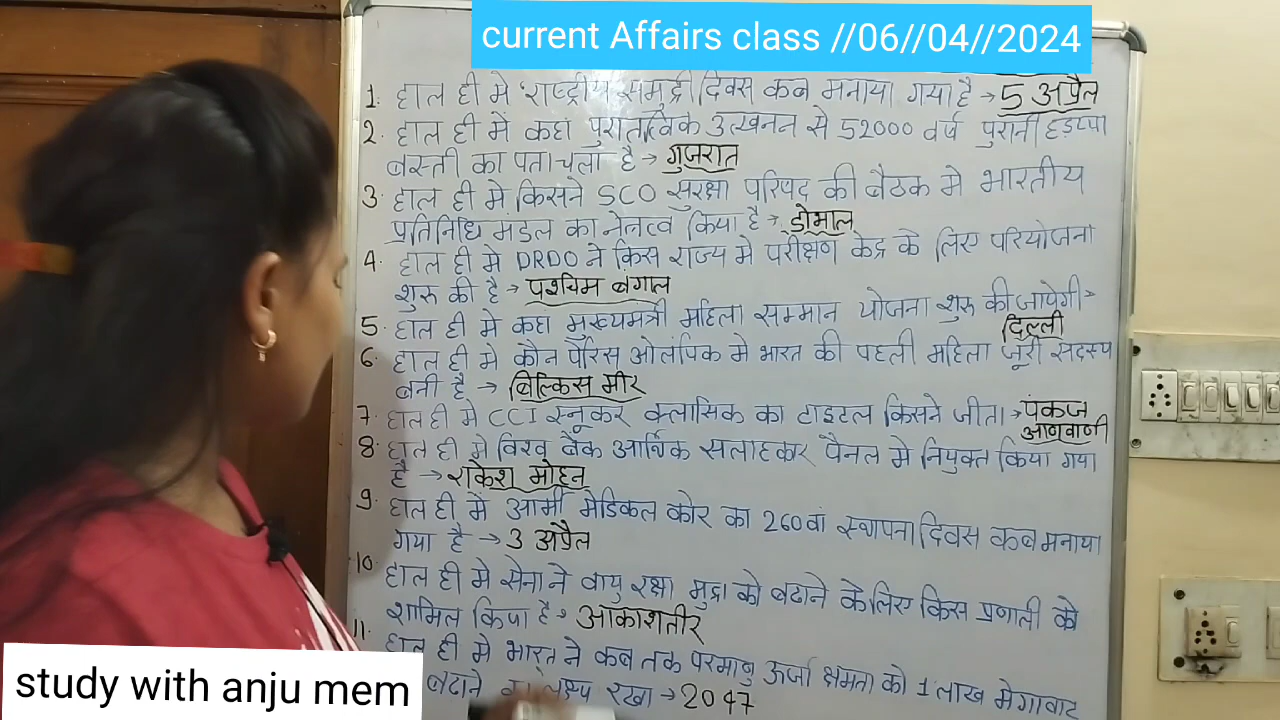 current Affairs class //06//04//2024
1. हाल ही मे राष्ट्रीय समुद्री दिवस कब मनाया गया है → 5 अप्रैल
2. हाल ही में कहां पुरातत्विक उत्खनन से 52000 वर्ष पुरानी हड़प्पा
बस्ती का पता चला है → गुजरात
3. हाल ही मे किसने SCO सुरक्षा परिषद की बैठक मे भारतीय
प्रतिनिधि मंडल का नेतत्व किया है → डोभाल
4. हाल ही मे DRDO ने किस राज्य मे परीक्षण केंद्र के लिए परियोजना
शुरू की है → पश्चिम बंगाल
5. हाल ही मे कहा मुख्यमंत्री महिला सम्मान योजना शुरू की जायेगी →
दिल्ली
6. हाल ही मे कौन पेरिस ओलंपिक मे भारत की पहली महिला जूरी सदस्य
बनी है → बिल्किस मीर
7. हाल ही मे CCI स्नूकर क्लासिक का टाइटल किसने जीता → पंकज
आणवाणी
8. हाल ही मे विश्व बैंक आर्थिक सलाहकार पैनल मे नियुक्त किया गया
है → राकेश मोहन
9. हाल ही में आर्मी मेडिकल कोर का 260वां स्थापना दिवस कब मनाया
गया है → 3 अप्रैल
10. हाल ही मे सेना ने वायु रक्षा मुद्रा को बढाने के लिए किस प्रणाली को
शामिल किया है → आकाशतीर
11. हाल ही मे भारत ने कब तक परमाणु ऊर्जा क्षमता को 1 लाख मेगावाट
बढाने का लक्ष्य रखा → 2047
study with anju mem